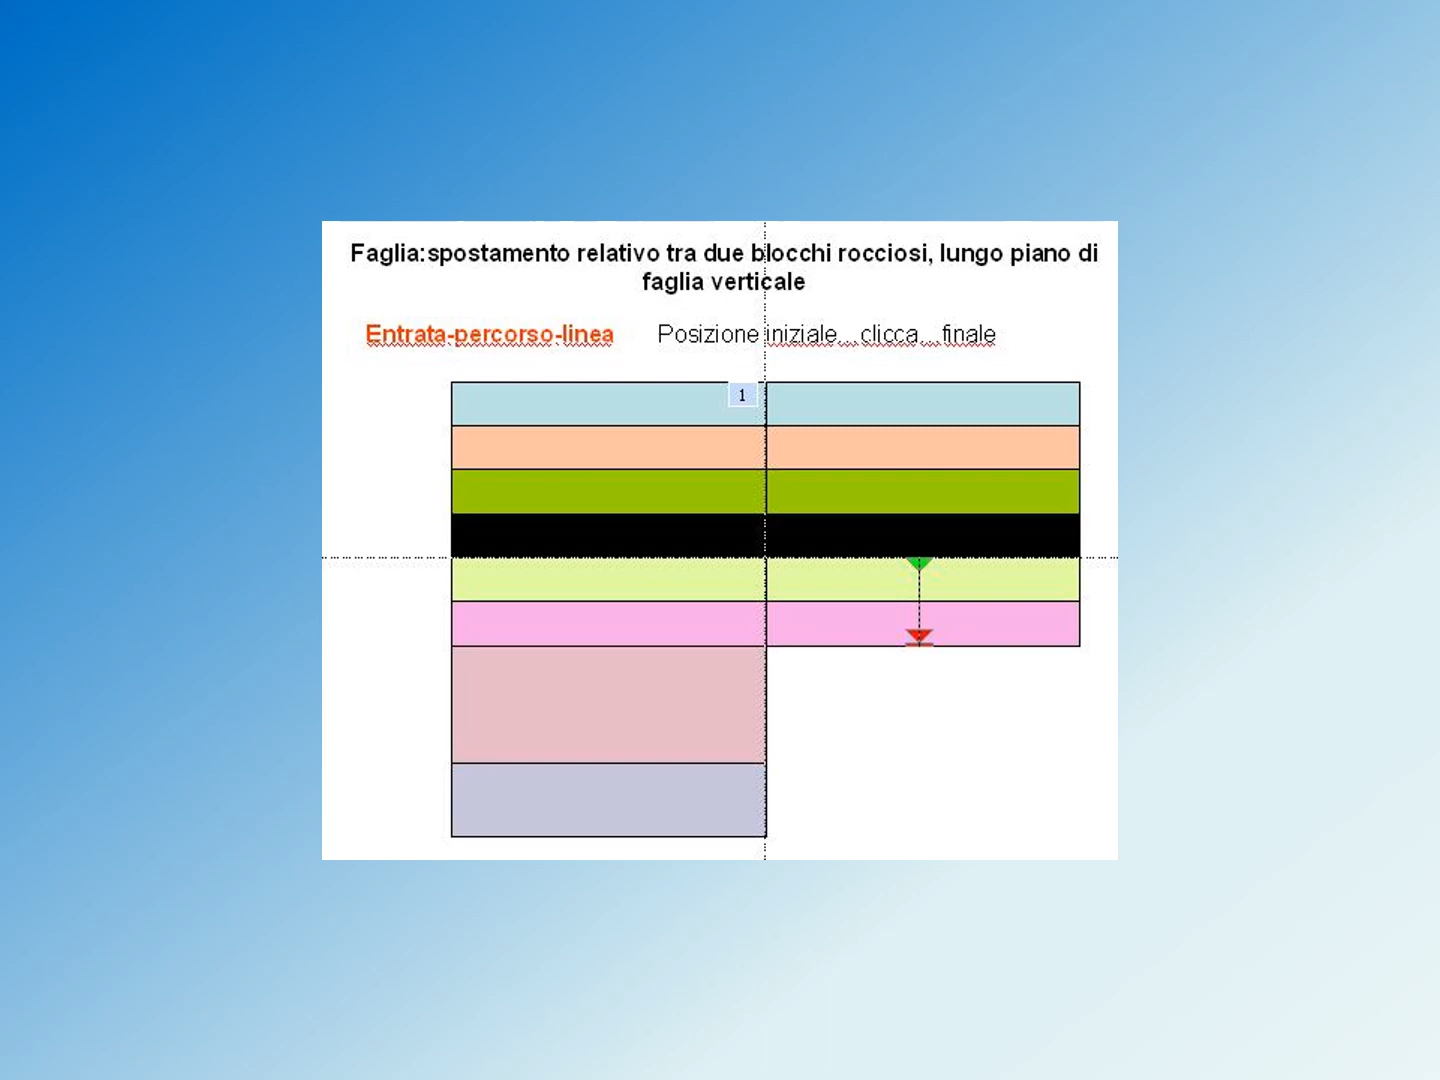 Faglia:spostamento relativo tra due blocchi rocciosi, lungo piano di
faglia verticale
Entrata-percorso-linea Posizione iniziale...clicca...finale
1